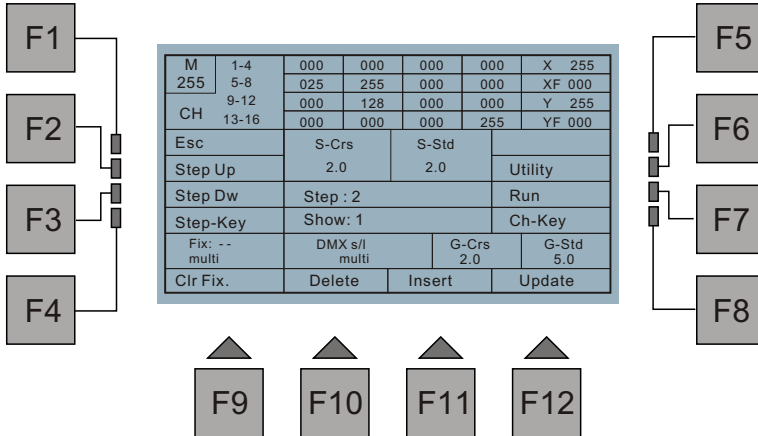 F1
F2
F3
F4
M 1-4 000 000 000 000 X 255
255 5-8 025 255 000 000 XF 000
CH 9-12 000 128 000 000 Y 255
13-16 000 000 000 255 YF 000
Esc S-Crs S-Std
Step Up 2.0 2.0 Utility
Step Dw Step : 2 Run
Step-Key Show: 1 Ch-Key
Fix: - - DMX s/l G-Crs G-Std
multi multi 2.0 5.0
Clr Fix. Delete Insert Update
F5
F6
F7
F8
F9 F10 F11 F12